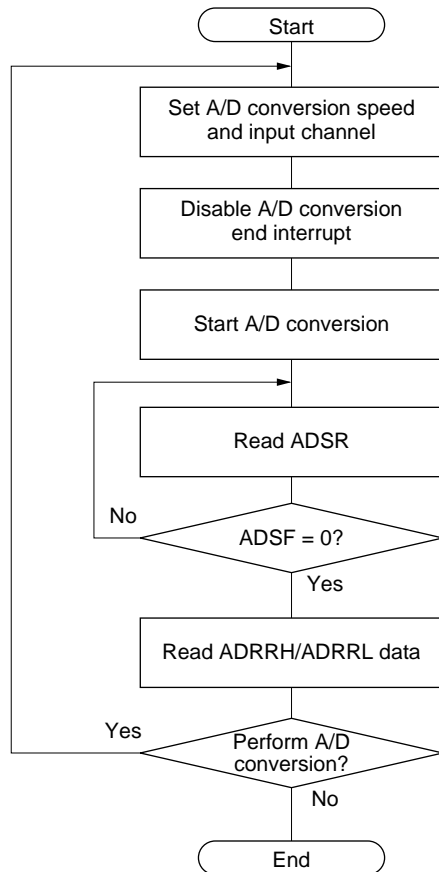 Start
Set A/D conversion speed
and input channel
Disable A/D conversion
end interrupt
Start A/D conversion
Read ADSR
No
ADSF = 0?
Yes
Read ADRRH/ADRRL data
Yes
Perform A/D
conversion?
No
End